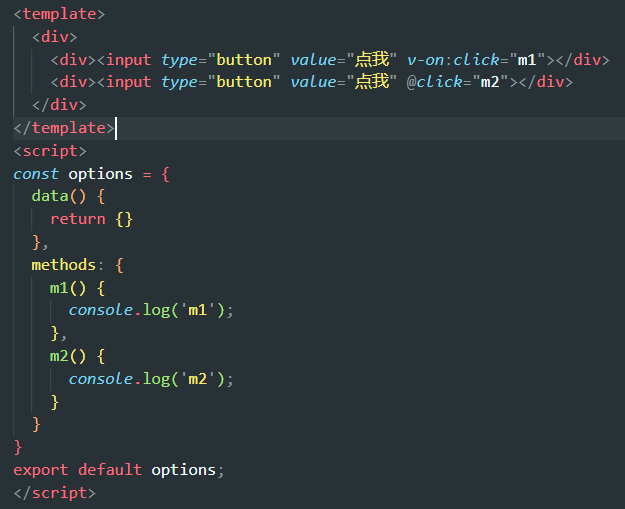 <template>
  <div>
    <div><input type="button" value="点我" v-on:click="m1"></div>
    <div><input type="button" value="点我" @click="m2"></div>
  </div>
</template>
<script>
const options = {
  data() {
    return {}
  },
  methods: {
    m1() {
      console.log('m1');
    },
    m2() {
      console.log('m2');
    }
  }
}
export default options;
</script>